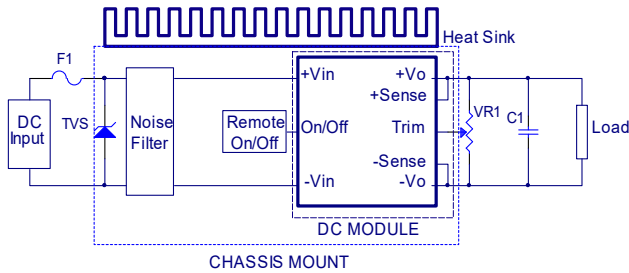 Heat Sink
F1
+Vin
+Vo
+Sense
DC
Input
TVS
Noise
Filter
Remote
On/Off
On/Off
Trim
VR1
C1
Load
-Sense
-Vin
-Vo
DC MODULE
CHASSIS MOUNT